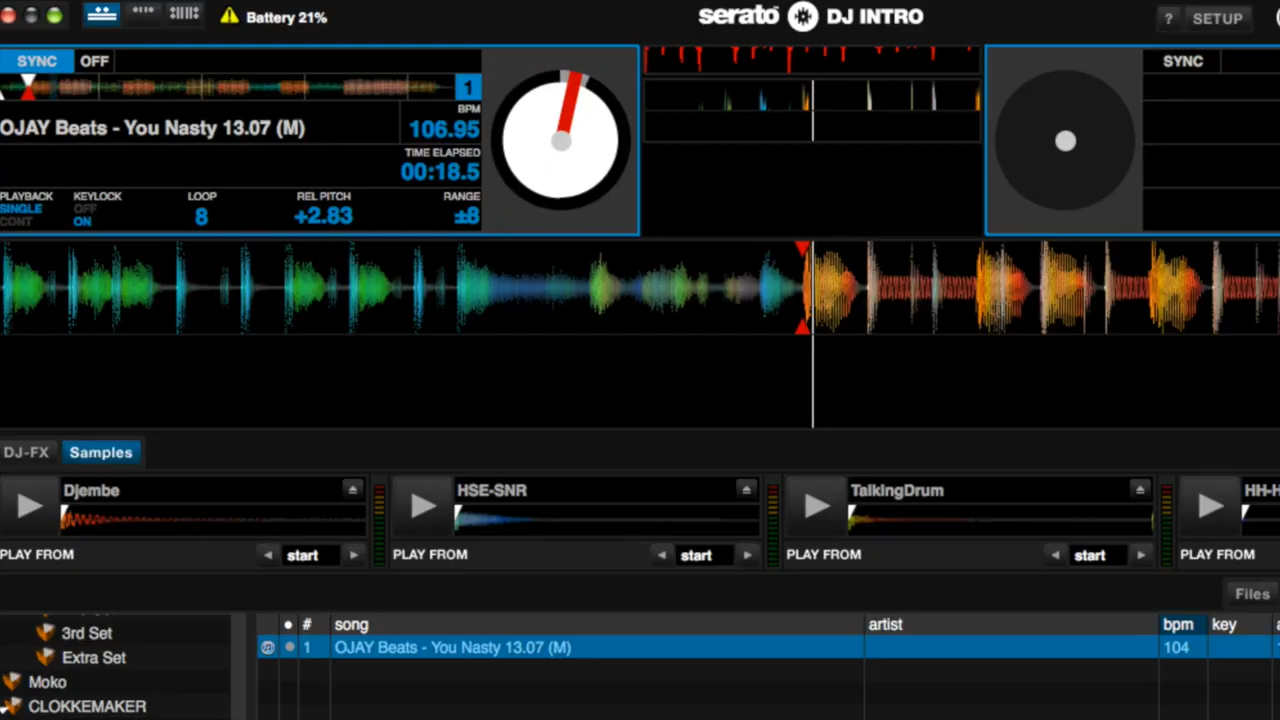 Battery 21%
serato DJ INTRO
? SETUP
SYNC OFF
SYNC
1
BPM
OJAY Beats - You Nasty 13.07 (M)
106.95
TIME ELAPSED
00:18.5
PLAYBACK KEYLOCK LOOP REL PITCH RANGE
SINGLE OFF
CONT ON
8 +2.83 ±8
DJ-FX Samples
Djembe HSE-SNR TalkingDrum HH-H
PLAY FROM start PLAY FROM start PLAY FROM start PLAY FROM
Files
# song artist bpm key
1 OJAY Beats - You Nasty 13.07 (M) 104
3rd Set
Extra Set
Moko
CLOKKEMAKER